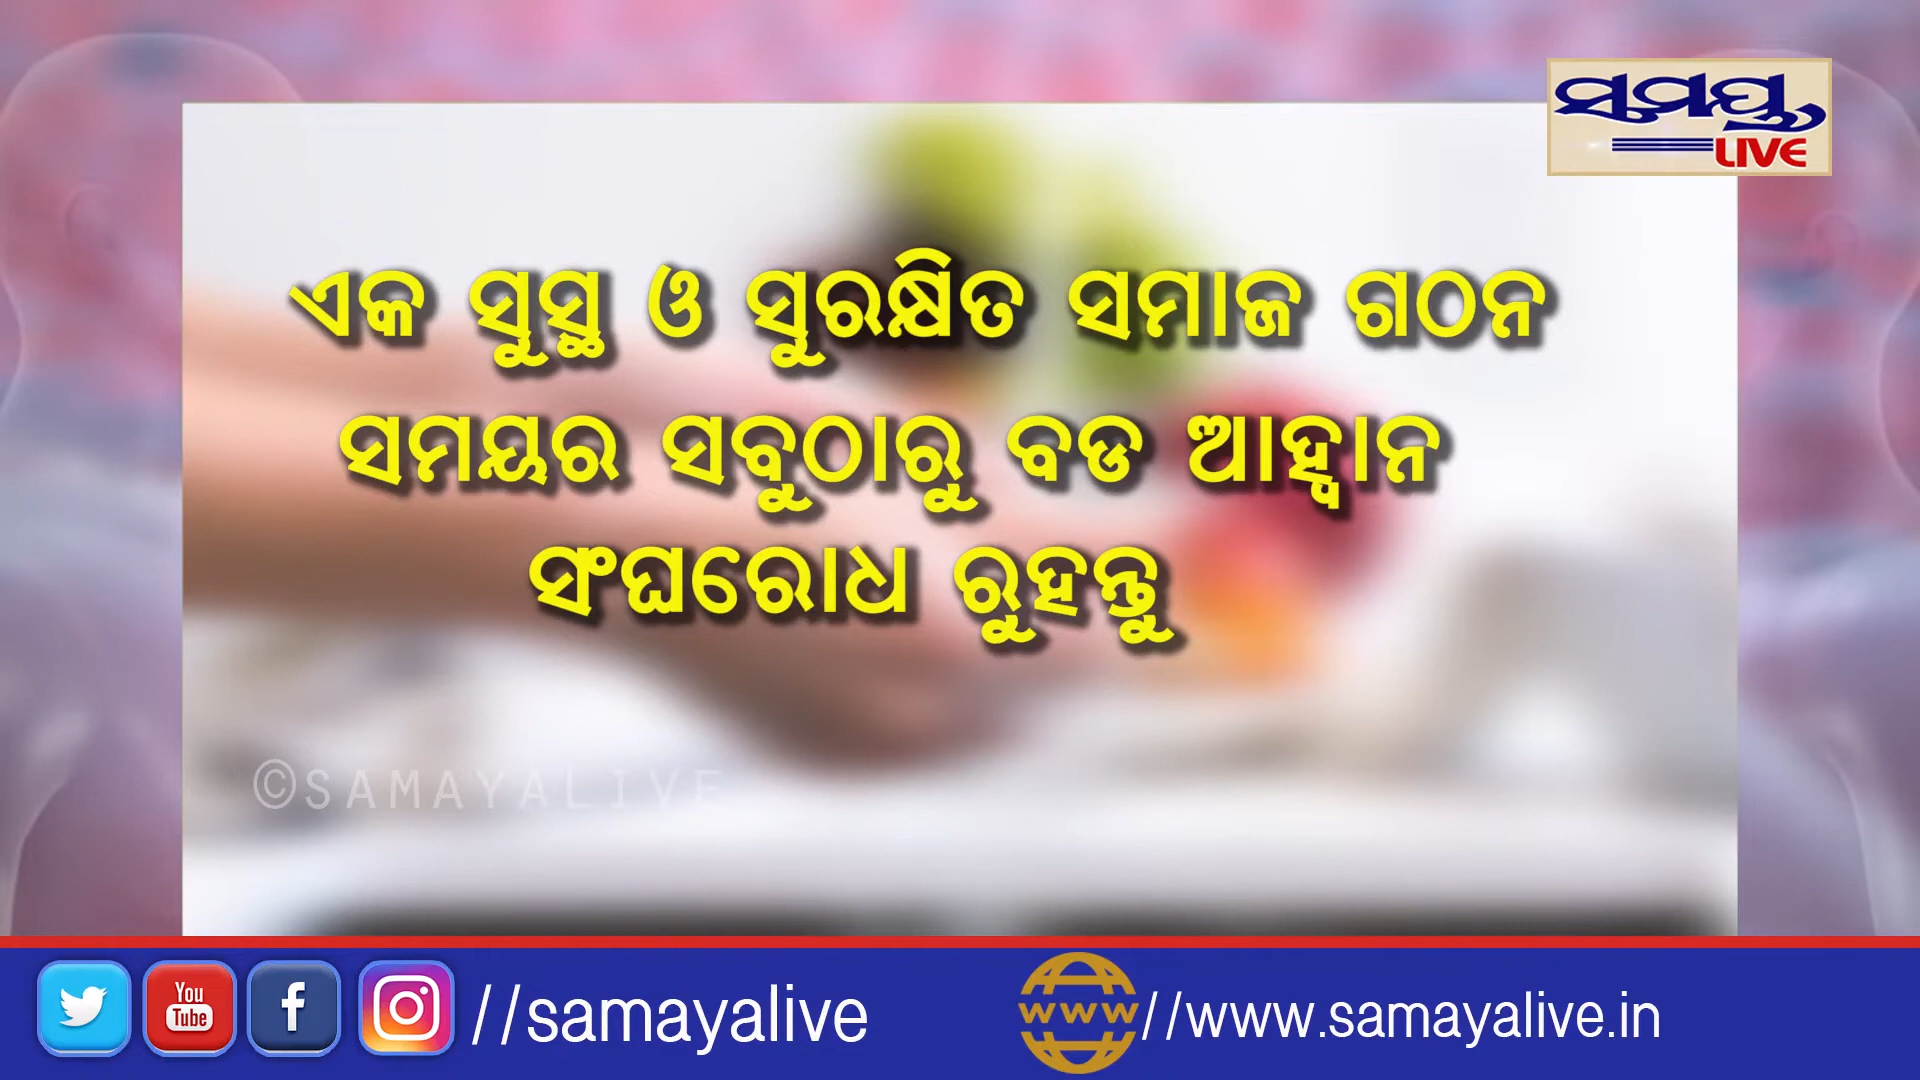 ସମୟ
LIVE
ଏକ ସୁସ୍ଥ ଓ ସୁରକ୍ଷିତ ସମାଜ ଗଠନ
ସମୟର ସବୁଠାରୁ ବଡ ଆହ୍ୱାନ
ସଂଘରୋଧ ରୁହନ୍ତୁ
©SAMAYALIVE
You
Tube
//samayalive
www//www.samayalive.in